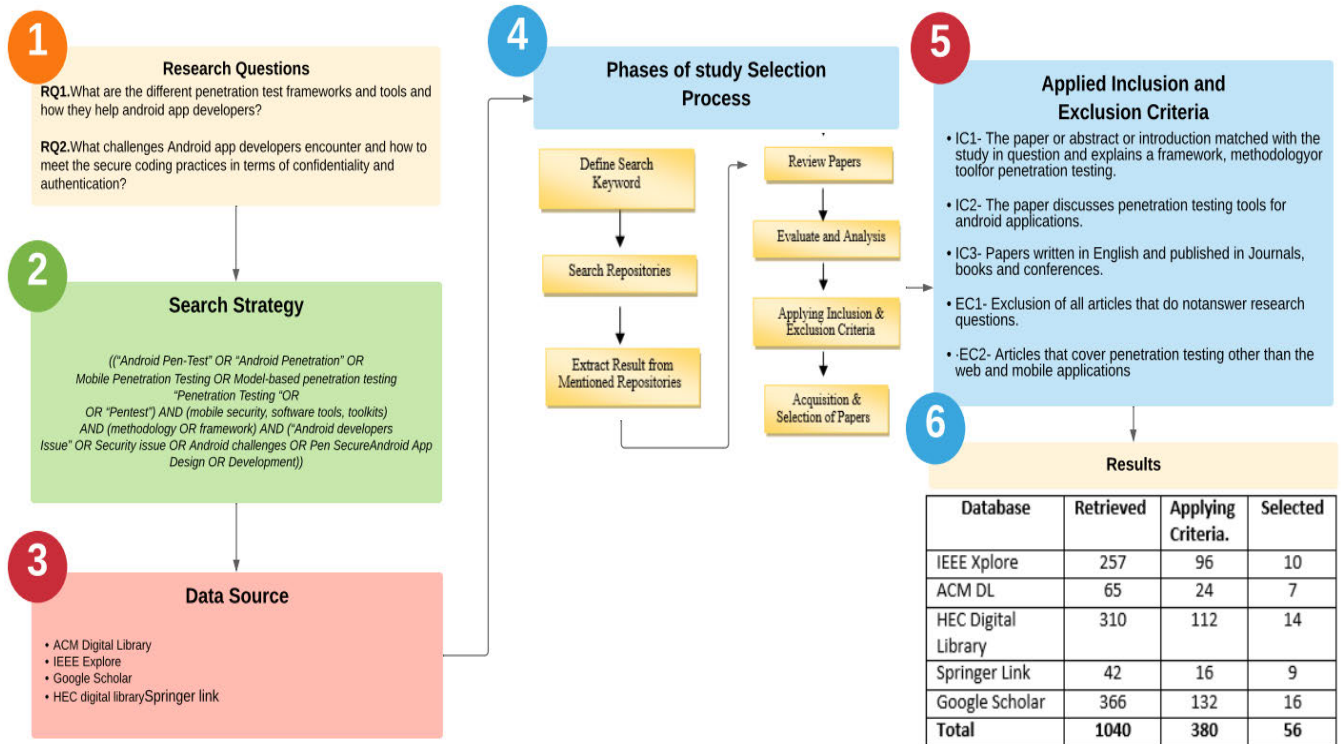 1
Research Questions
RQ1.What are the different penetration test frameworks and tools and
how they help android app developers?
RQ2.What challenges Android app developers encounter and how to
meet the secure coding practices in terms of confidentiality and
authentication?
2
Search Strategy
((“Android Pen-Test” OR “Android Penetration” OR
Mobile Penetration Testing OR Model-based penetration testing
“Penetration Testing “OR
OR “Pentest”) AND (mobile security, software tools, toolkits)
AND (methodology OR framework) AND (“Android developers
Issue” OR Security issue OR Android challenges OR Pen SecureAndroid App
Design OR Development))
3
Data Source
• ACM Digital Library
• IEEE Explore
• Google Scholar
• HEC digital librarySpringer link
4
Phases of study Selection
Process
Define Search
Keyword
Search Repositories
Extract Result from
Mentioned Repositories
Review Papers
Evaluate and Analysis
Applying Inclusion &
Exclusion Criteria
Acquisition &
Selection of Papers
5
Applied Inclusion and
Exclusion Criteria
• IC1- The paper or abstract or introduction matched with the
study in question and explains a framework, methodologyor
toolfor penetration testing.
• IC2- The paper discusses penetration testing tools for
android applications.
• IC3- Papers written in English and published in Journals,
books and conferences.
• EC1- Exclusion of all articles that do notanswer research
questions.
• ·EC2- Articles that cover penetration testing other than the
web and mobile applications
6
Results
Database Retrieved Applying Selected
Criteria.
IEEE Xplore 257 96 10
ACM DL 65 24 7
HEC Digital 310 112 14
Library
Springer Link 42 16 9
Google Scholar 366 132 16
Total 1040 380 56